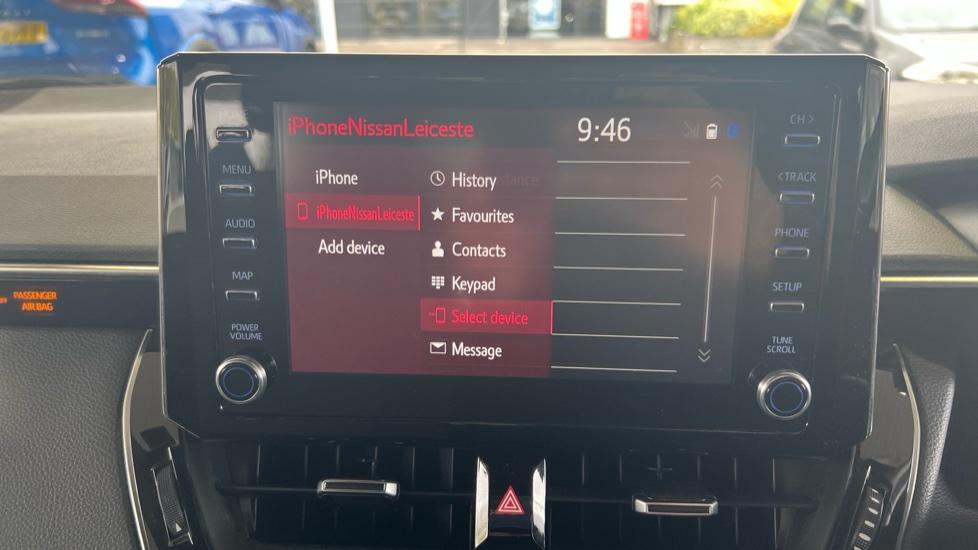 iPhoneNissanLeiceste
9:46
iPhone
iPhoneNissanLeiceste
Add device
History
Favourites
Contacts
Keypad
Select device
Message
MENU
AUDIO
MAP
POWER
VOLUME
CH >
< TRACK
PHONE
SETUP
TUNE
SCROLL
PASSENGER
AIR BAG